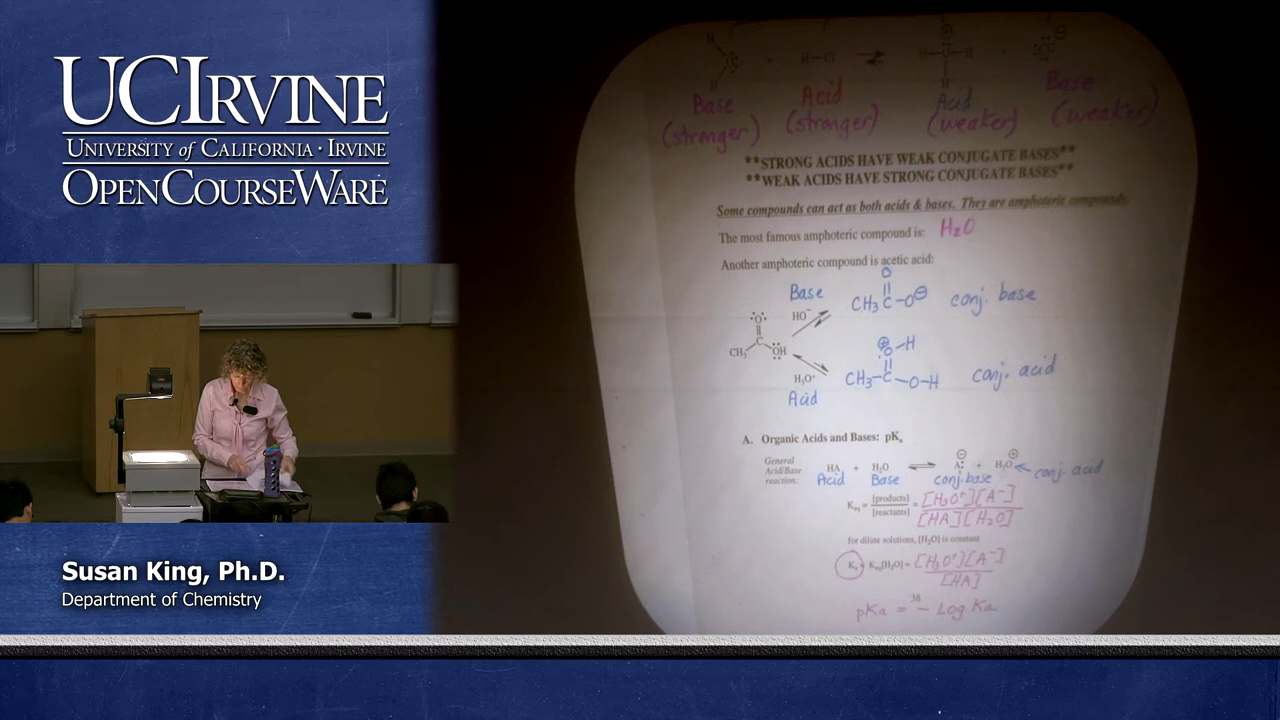 UCIRVINE
UNIVERSITY of CALIFORNIA · IRVINE
OPENCOURSEWARE
Susan King, Ph.D.
Department of Chemistry
H
+ H-Cl ⇌ H-O-H + Cl
H H
Base Acid Acid Base
(stronger) (stronger) (weaker) (weaker)
**STRONG ACIDS HAVE WEAK CONJUGATE BASES**
**WEAK ACIDS HAVE STRONG CONJUGATE BASES**
Some compounds can act as both acids & bases. They are amphoteric compounds.
The most famous amphoteric compound is: H₂O
Another amphoteric compound is acetic acid:
O
Base CH₃C-O⊖ conj. base
HO⁻
O
CH₃ C OH
⊕O-H
H₃O⁺ CH₃-C-O-H conj. acid
Acid
A. Organic Acids and Bases: pKₐ
General Acid/Base reaction: HA + H₂O ⇌ A:⊖ + H₃O⊕ ← conj. acid
Acid Base conj. base
Keq = [products] / [reactants] = [H₃O⁺][A⁻] / [HA][H₂O]
for dilute solutions, [H₂O] is constant
Kₐ = Keq[H₂O] = [H₃O⁺][A⁻] / [HA]
38
pKa = - Log Ka